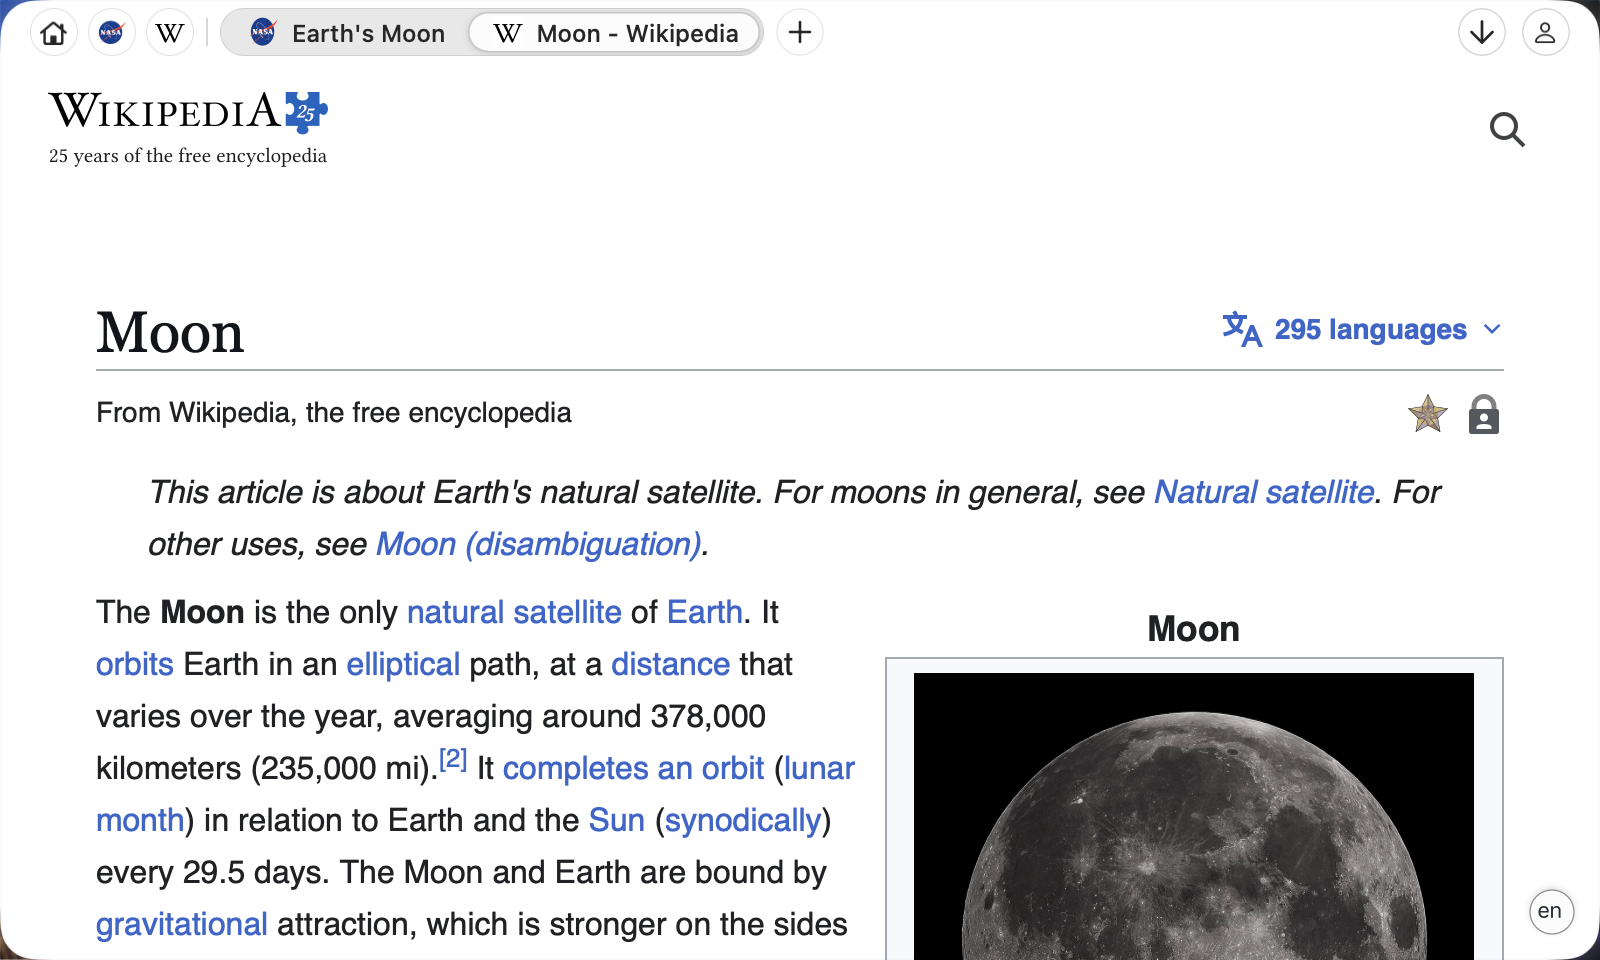 NASA W NASA Earth's Moon W Moon - Wikipedia
WIKIPEDIA 25
25 years of the free encyclopedia
Moon
文A 295 languages
From Wikipedia, the free encyclopedia
This article is about Earth's natural satellite. For moons in general, see Natural satellite. For
other uses, see Moon (disambiguation).
The Moon is the only natural satellite of Earth. It
orbits Earth in an elliptical path, at a distance that
varies over the year, averaging around 378,000
kilometers (235,000 mi).[2] It completes an orbit (lunar
month) in relation to Earth and the Sun (synodically)
every 29.5 days. The Moon and Earth are bound by
gravitational attraction, which is stronger on the sides
Moon
en